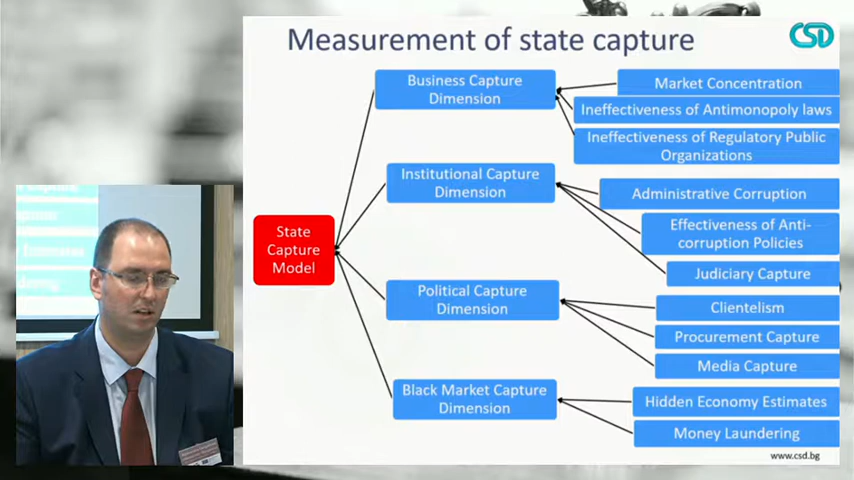 Measurement of state capture
CSD
Business Capture
Dimension
Market Concentration
Ineffectiveness of Antimonopoly laws
Ineffectiveness of Regulatory Public
Organizations
Institutional Capture
Dimension
Administrative Corruption
Effectiveness of Anti-
corruption Policies
Judiciary Capture
State
Capture
Model
Political Capture
Dimension
Clientelism
Procurement Capture
Media Capture
Black Market Capture
Dimension
Hidden Economy Estimates
Money Laundering
www.csd.bg